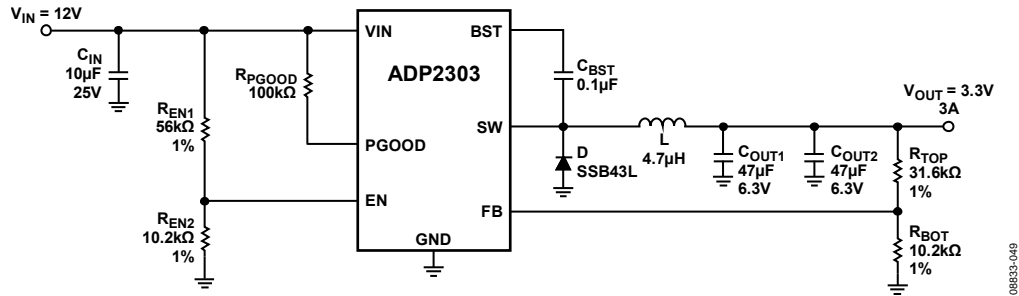 VIN = 12V
CIN
10µF
25V
REN1
56kΩ
1%
REN2
10.2kΩ
1%
RPGOOD
100kΩ
VIN
BST
ADP2303
SW
PGOOD
EN
FB
GND
CBST
0.1µF
L
4.7µH
D
SSB43L
COUT1
47µF
6.3V
COUT2
47µF
6.3V
VOUT = 3.3V
3A
RTOP
31.6kΩ
1%
RBOT
10.2kΩ
1%
08833-049